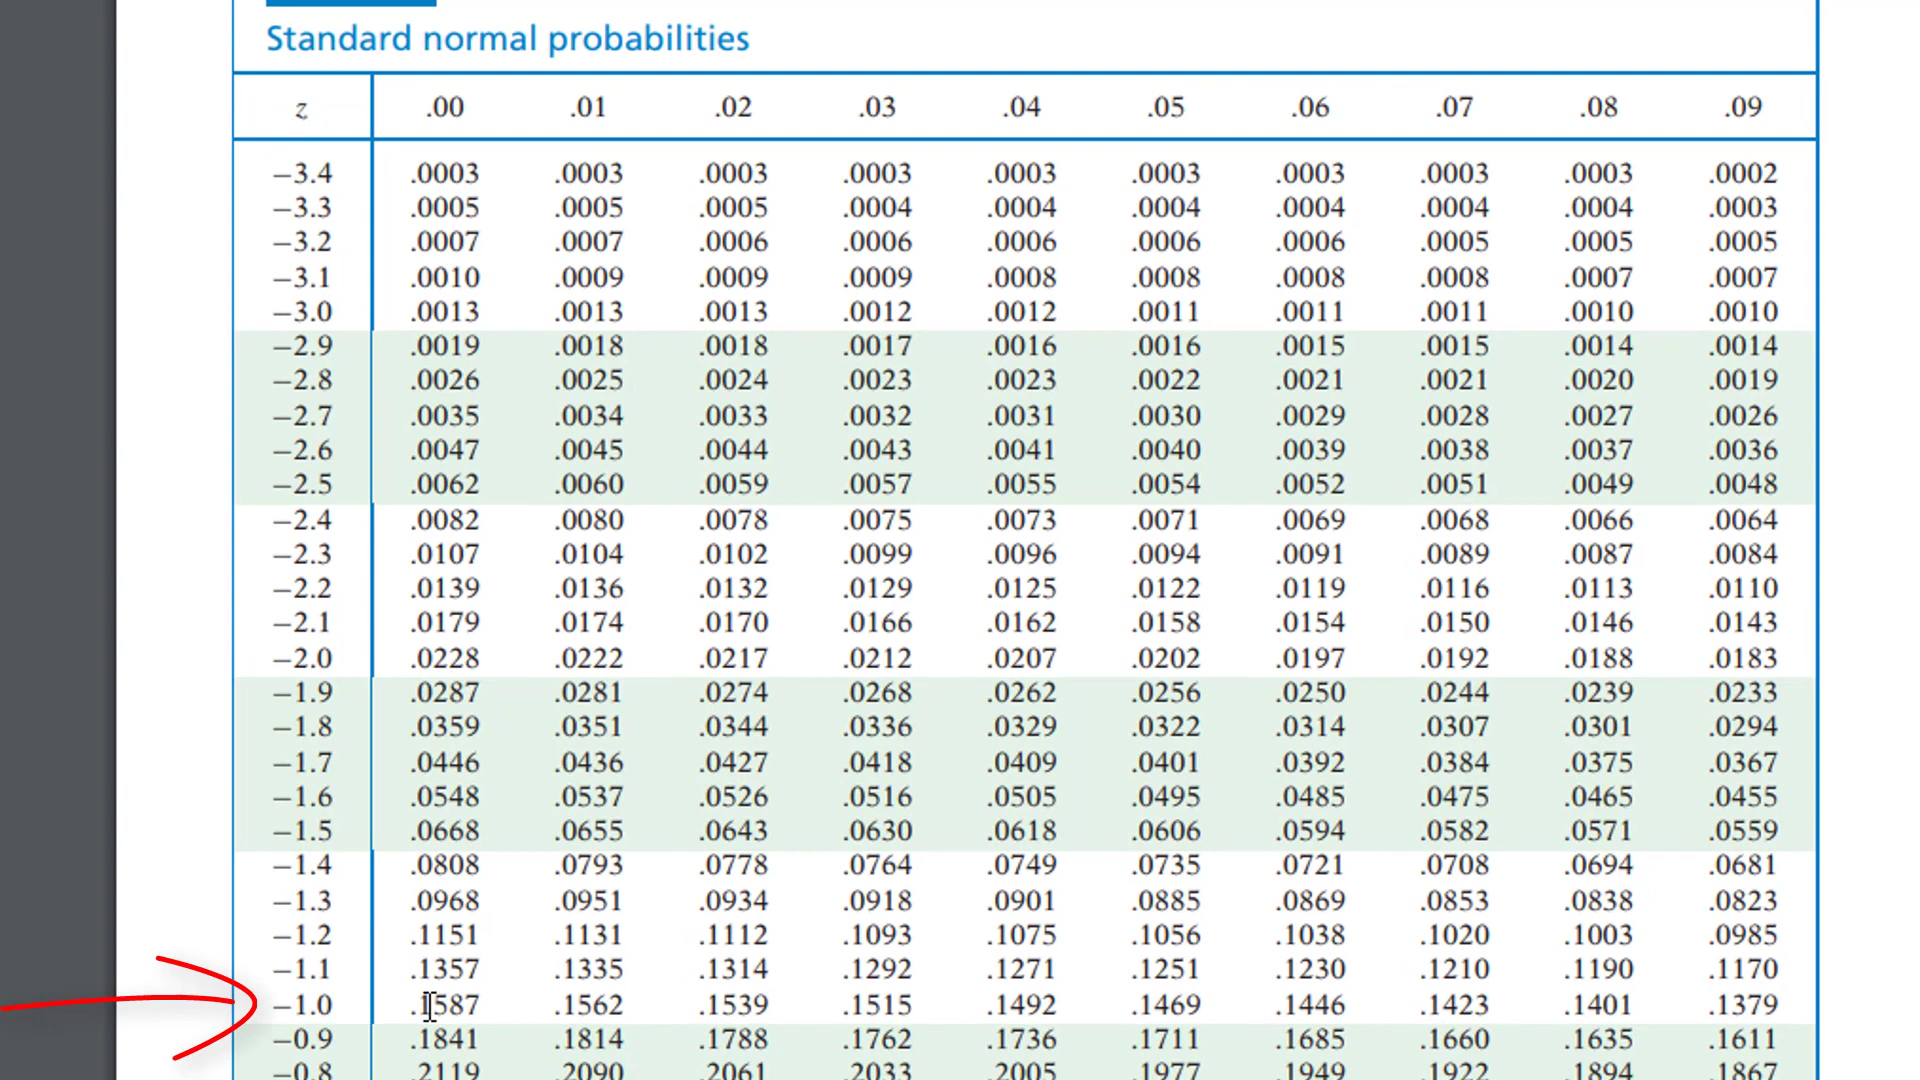 Standard normal probabilities
z .00 .01 .02 .03 .04 .05 .06 .07 .08 .09
−3.4 .0003 .0003 .0003 .0003 .0003 .0003 .0003 .0003 .0003 .0002
−3.3 .0005 .0005 .0005 .0004 .0004 .0004 .0004 .0004 .0004 .0003
−3.2 .0007 .0007 .0006 .0006 .0006 .0006 .0006 .0005 .0005 .0005
−3.1 .0010 .0009 .0009 .0009 .0008 .0008 .0008 .0008 .0007 .0007
−3.0 .0013 .0013 .0013 .0012 .0012 .0011 .0011 .0011 .0010 .0010
−2.9 .0019 .0018 .0018 .0017 .0016 .0016 .0015 .0015 .0014 .0014
−2.8 .0026 .0025 .0024 .0023 .0023 .0022 .0021 .0021 .0020 .0019
−2.7 .0035 .0034 .0033 .0032 .0031 .0030 .0029 .0028 .0027 .0026
−2.6 .0047 .0045 .0044 .0043 .0041 .0040 .0039 .0038 .0037 .0036
−2.5 .0062 .0060 .0059 .0057 .0055 .0054 .0052 .0051 .0049 .0048
−2.4 .0082 .0080 .0078 .0075 .0073 .0071 .0069 .0068 .0066 .0064
−2.3 .0107 .0104 .0102 .0099 .0096 .0094 .0091 .0089 .0087 .0084
−2.2 .0139 .0136 .0132 .0129 .0125 .0122 .0119 .0116 .0113 .0110
−2.1 .0179 .0174 .0170 .0166 .0162 .0158 .0154 .0150 .0146 .0143
−2.0 .0228 .0222 .0217 .0212 .0207 .0202 .0197 .0192 .0188 .0183
−1.9 .0287 .0281 .0274 .0268 .0262 .0256 .0250 .0244 .0239 .0233
−1.8 .0359 .0351 .0344 .0336 .0329 .0322 .0314 .0307 .0301 .0294
−1.7 .0446 .0436 .0427 .0418 .0409 .0401 .0392 .0384 .0375 .0367
−1.6 .0548 .0537 .0526 .0516 .0505 .0495 .0485 .0475 .0465 .0455
−1.5 .0668 .0655 .0643 .0630 .0618 .0606 .0594 .0582 .0571 .0559
−1.4 .0808 .0793 .0778 .0764 .0749 .0735 .0721 .0708 .0694 .0681
−1.3 .0968 .0951 .0934 .0918 .0901 .0885 .0869 .0853 .0838 .0823
−1.2 .1151 .1131 .1112 .1093 .1075 .1056 .1038 .1020 .1003 .0985
−1.1 .1357 .1335 .1314 .1292 .1271 .1251 .1230 .1210 .1190 .1170
−1.0 .1587 .1562 .1539 .1515 .1492 .1469 .1446 .1423 .1401 .1379
−0.9 .1841 .1814 .1788 .1762 .1736 .1711 .1685 .1660 .1635 .1611
−0.8 .2119 .2090 .2061 .2033 .2005 .1977 .1949 .1922 .1894 .1867